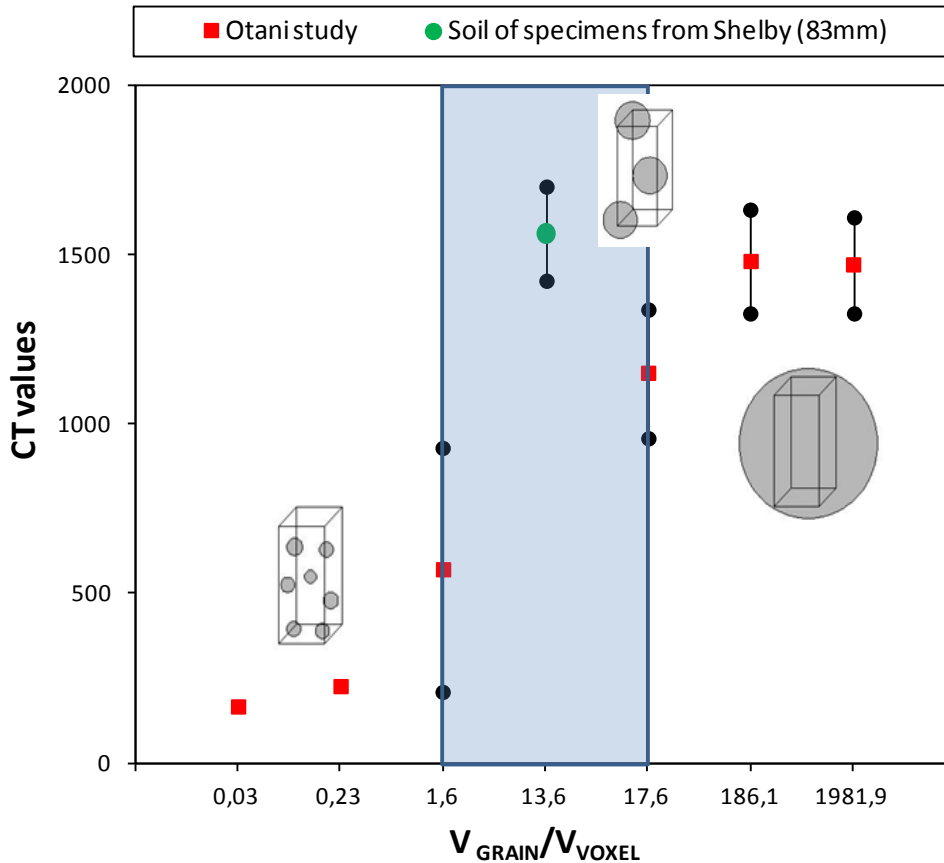 Otani study
Soil of specimens from Shelby (83mm)
2000
1500
1000
500
0
CT values
0,03 0,23 1,6 13,6 17,6 186,1 1981,9
V GRAIN/VVOXEL